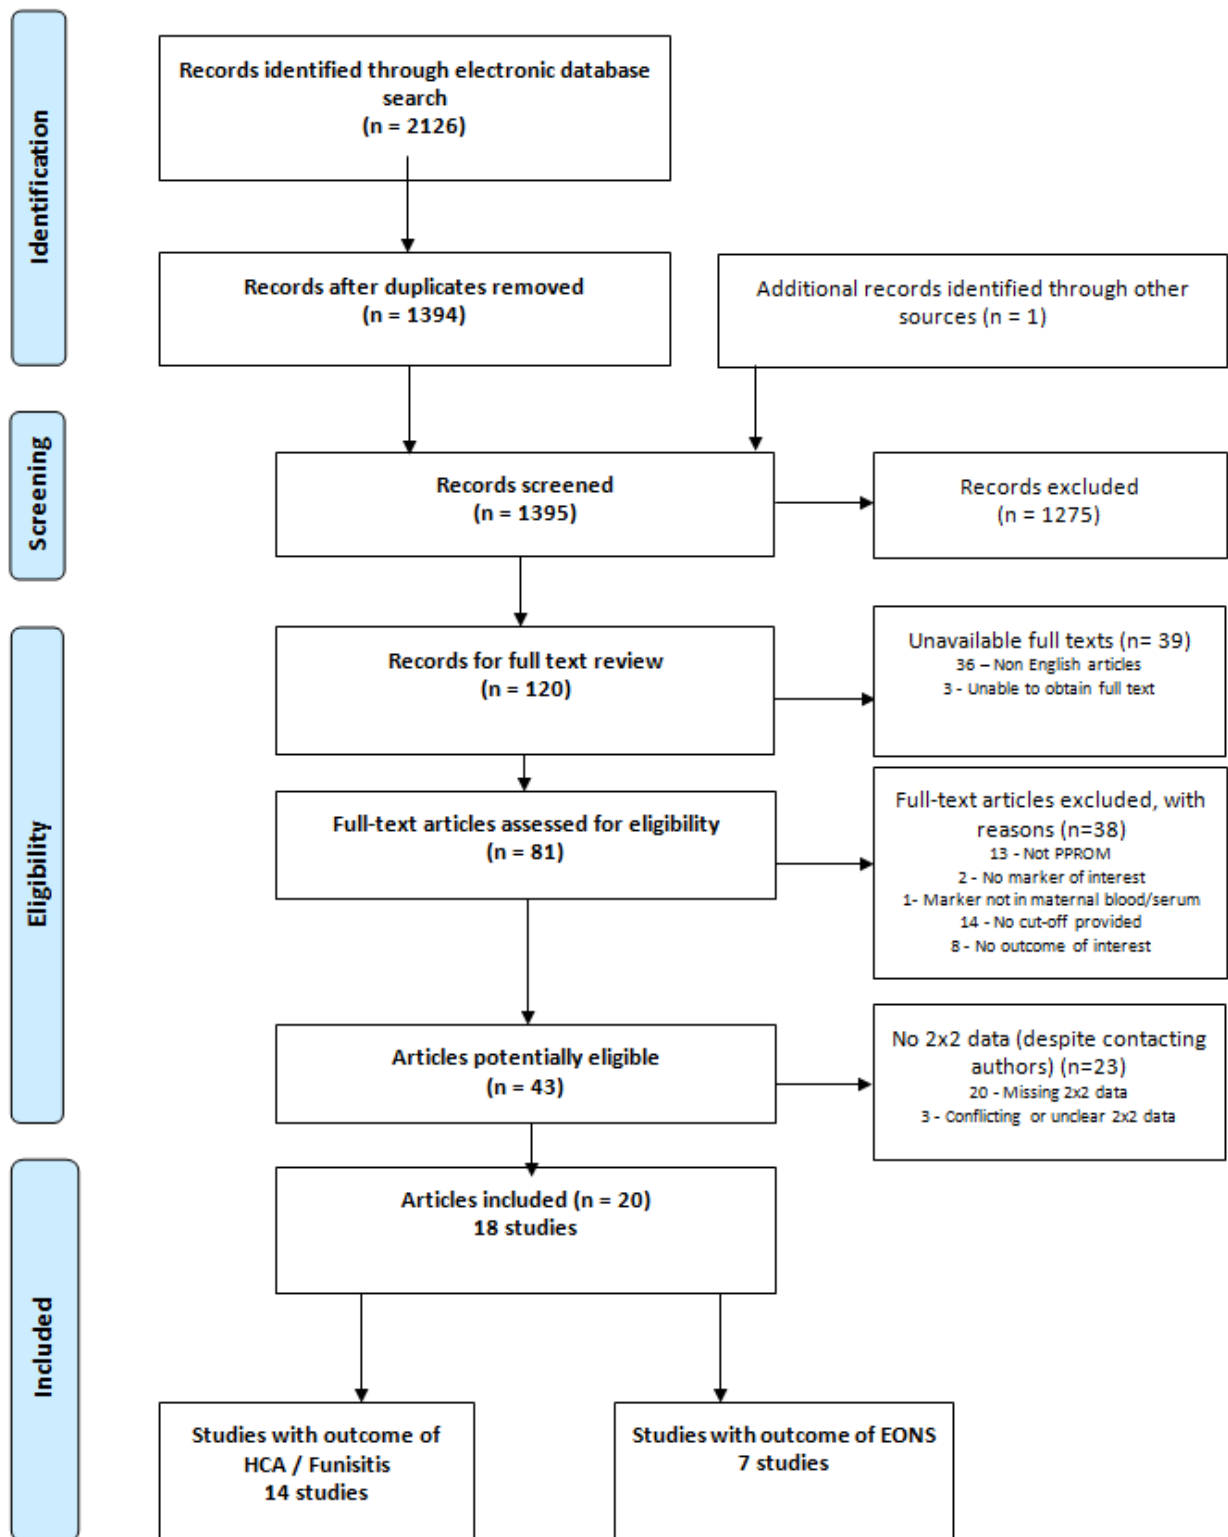 Identification
Records identified through electronic database
search
(n = 2126)
Records after duplicates removed
(n = 1394)
Additional records identified through other
sources (n = 1)
Screening
Records screened
(n = 1395)
Records excluded
(n = 1275)
Eligibility
Records for full text review
(n = 120)
Unavailable full texts (n= 39)
36 – Non English articles
3 - Unable to obtain full text
Full-text articles assessed for eligibility
(n = 81)
Full-text articles excluded, with
reasons (n=38)
13 - Not PPROM
2 - No marker of interest
1- Marker not in maternal blood/serum
14 - No cut-off provided
8 - No outcome of interest
Articles potentially eligible
(n = 43)
No 2x2 data (despite contacting
authors) (n=23)
20 - Missing 2x2 data
3 - Conflicting or unclear 2x2 data
Included
Articles included (n = 20)
18 studies
Studies with outcome of
HCA / Funisitis
14 studies
Studies with outcome of EONS
7 studies